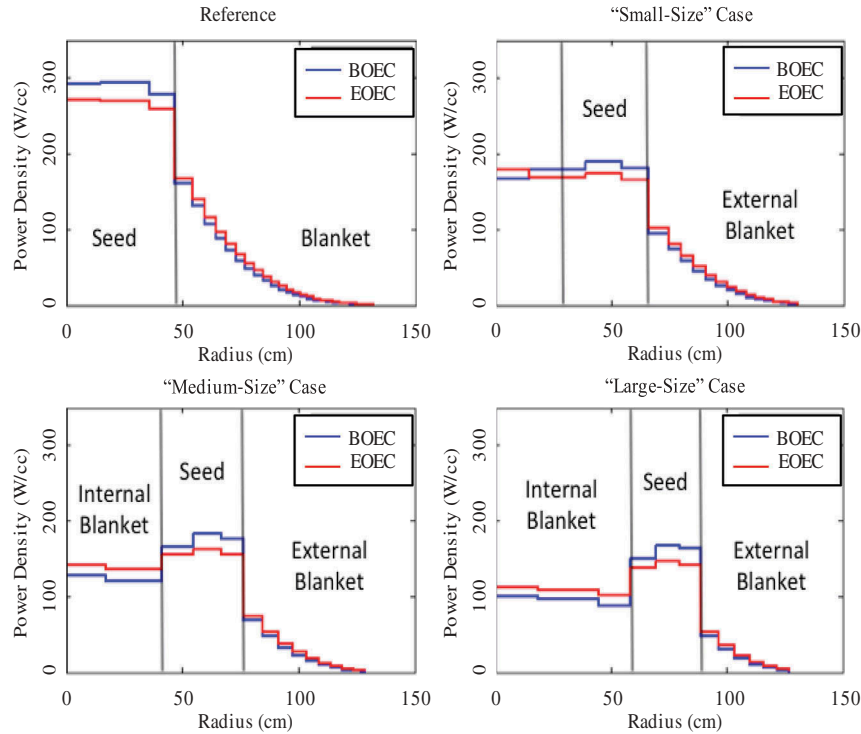 Reference
Power Density (W/cc)
0
100
200
300
BOEC
EOEC
Seed
Blanket
0
50
100
150
Radius (cm)
“Small-Size” Case
Power Density (W/cc)
0
100
200
300
BOEC
EOEC
Seed
External
Blanket
0
50
100
150
Radius (cm)
“Medium-Size” Case
Power Density (W/cc)
0
100
200
300
BOEC
EOEC
Internal
Blanket
Seed
External
Blanket
0
50
100
150
Radius (cm)
“Large-Size” Case
Power Density (W/cc)
0
100
200
300
BOEC
EOEC
Internal
Blanket
Seed
External
Blanket
0
50
100
150
Radius (cm)